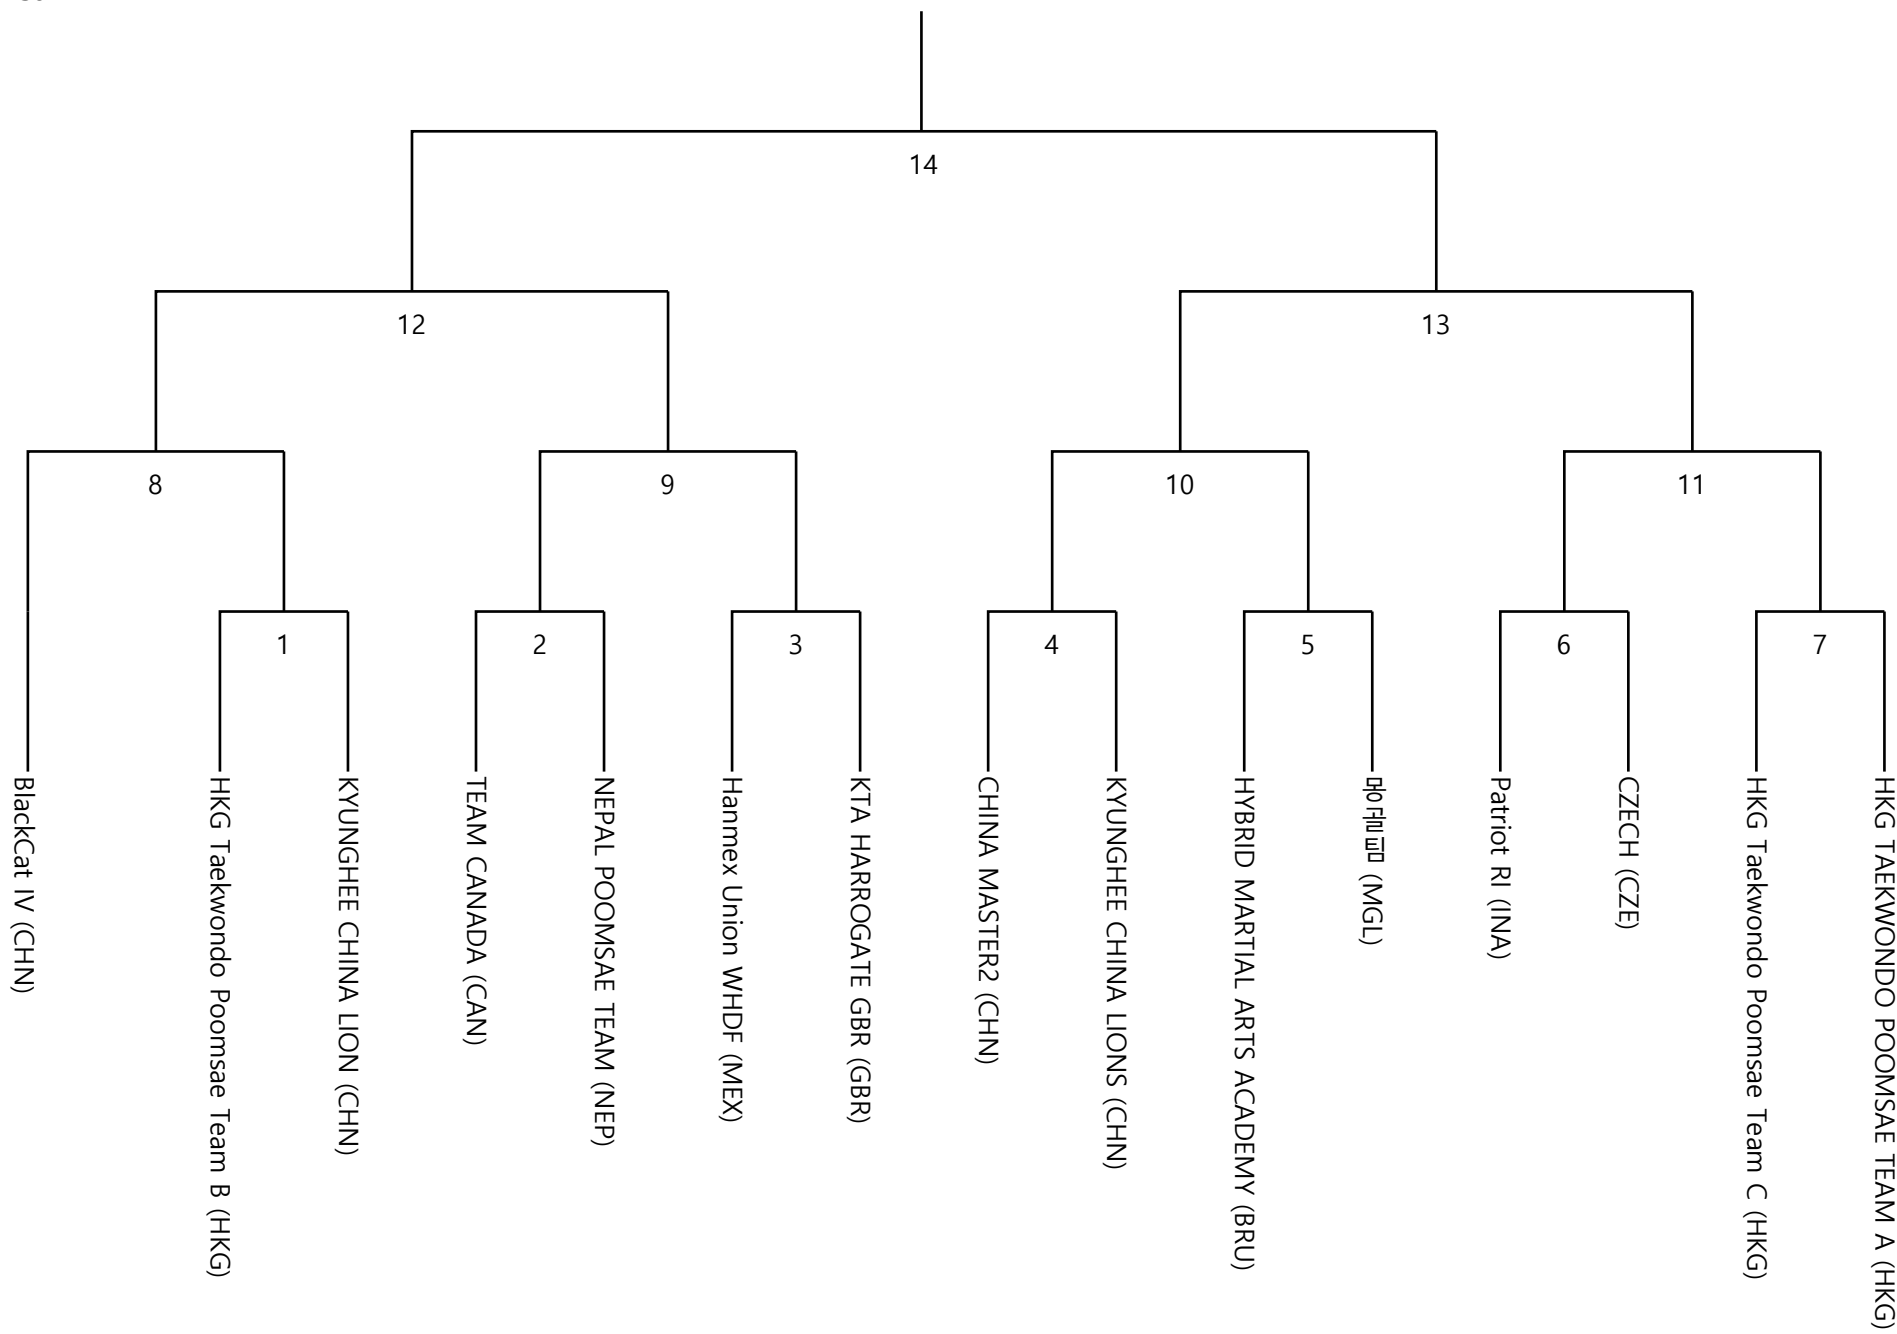 14
12
13
8
9
10
11
1
2
3
4
5
6
7
BlackCat IV (CHN)
HKG Taekwondo Poomsae Team B (HKG)
KYUNGHEE CHINA LION (CHN)
TEAM CANADA (CAN)
NEPAL POOMSAE TEAM (NEP)
Hanmex Union WHDF (MEX)
KTA HARROGATE GBR (GBR)
CHINA MASTER2 (CHN)
KYUNGHEE CHINA LIONS (CHN)
HYBRID MARTIAL ARTS ACADEMY (BRU)
(MGL)
Patriot RI (INA)
CZECH (CZE)
HKG Taekwondo Poomsae Team C (HKG)
HKG TAEKWONDO POOMSAE TEAM A (HKG)